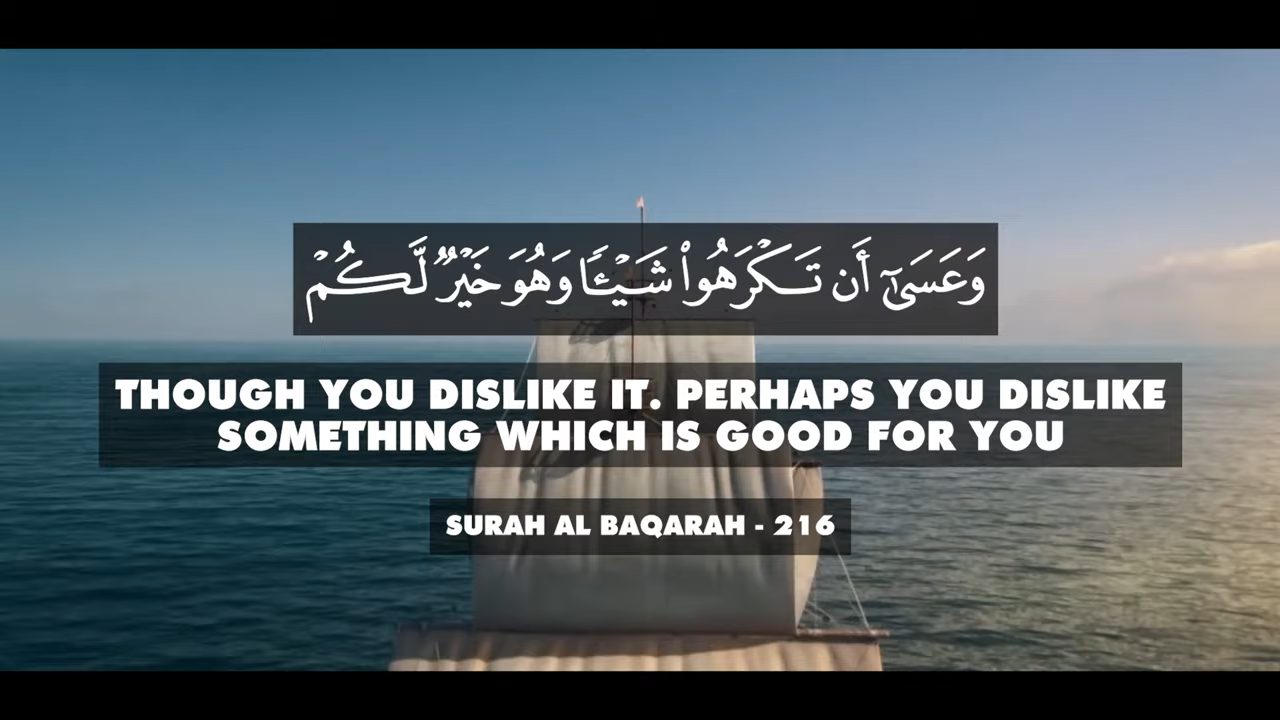 وَعَسَىٰٓ أَن تَكْرَهُوا۟ شَيْـًٔا وَهُوَ خَيْرٌ لَّكُمْ
THOUGH YOU DISLIKE IT. PERHAPS YOU DISLIKE
SOMETHING WHICH IS GOOD FOR YOU
SURAH AL BAQARAH - 216